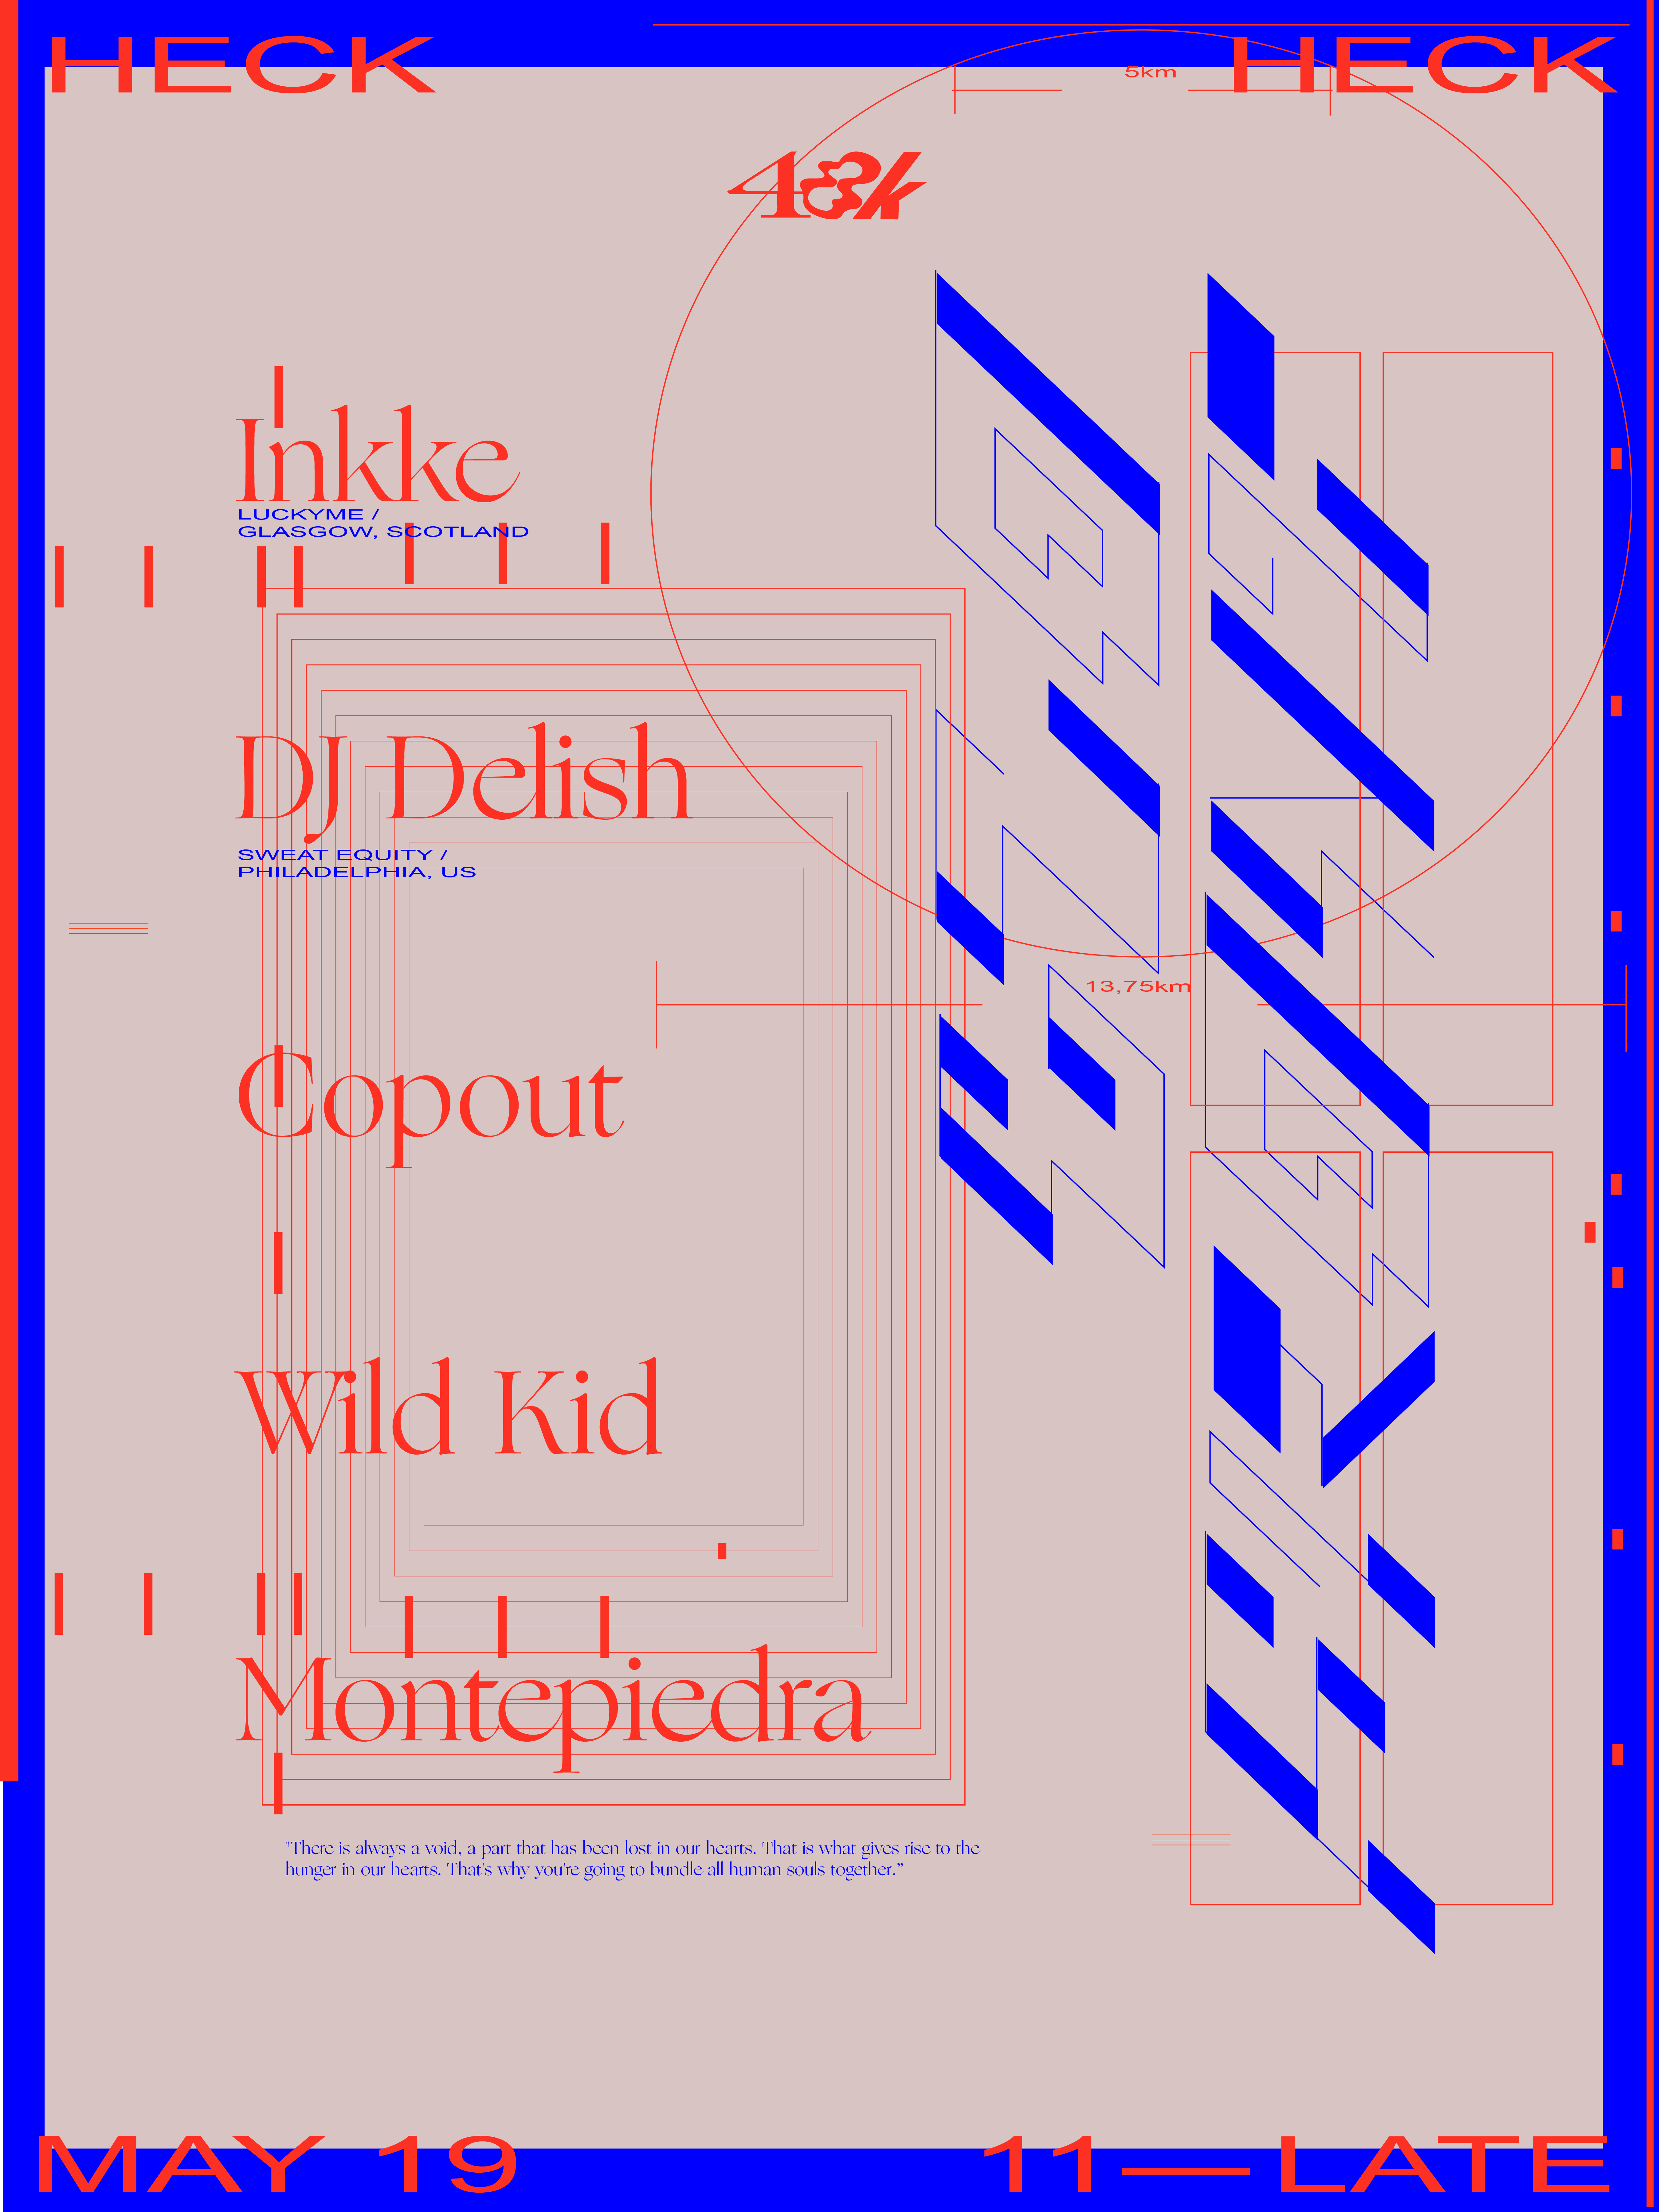 HECK HECK
5km
48k
Inkke
LUCKYME /
GLASGOW, SCOTLAND
DJ Delish
SWEAT EQUITY /
PHILADELPHIA, US
13,75km
Copout
Wild Kid
Montepiedra
"There is always a void, a part that has been lost in our hearts. That is what gives rise to the
hunger in our hearts. That's why you're going to bundle all human souls together.”
MAY 19 11—LATE